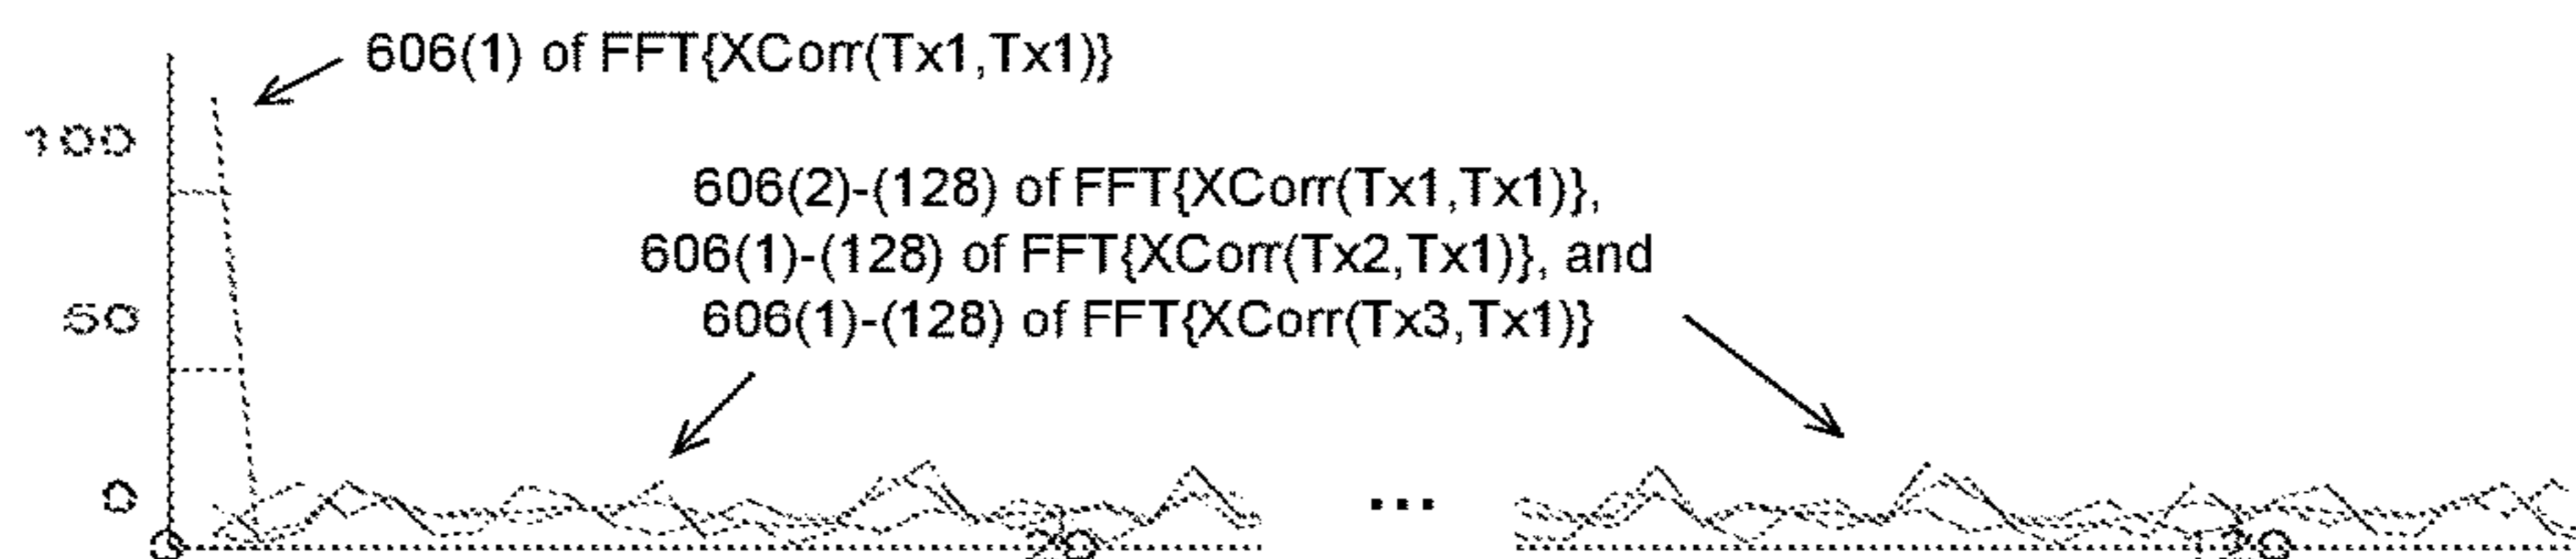 606(1) of FFT{XCorr(Tx1,Tx1)}
100
606(2)-(128) of FFT{XCorr(Tx1,Tx1)},
606(1)-(128) of FFT{XCorr(Tx2,Tx1)}, and
50
606(1)-(128) of FFT{XCorr(Tx3,Tx1)}
0
...
0